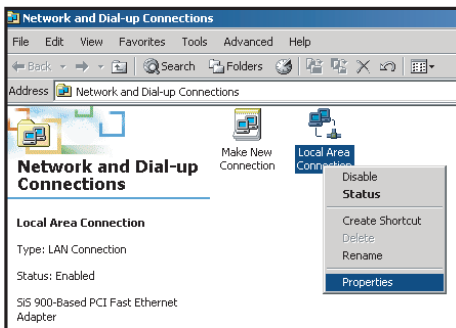 Network and Dial-up Connections
File Edit View Favorites Tools Advanced Help
Back Search Folders
Address Network and Dial-up Connections
Network and Dial-up
Connections
Local Area Connection
Type: LAN Connection
Status: Enabled
SiS 900-Based PCI Fast Ethernet
Adapter
Make New
Connection
Local Area
Connection
Disable
Status
Create Shortcut
Delete
Rename
Properties